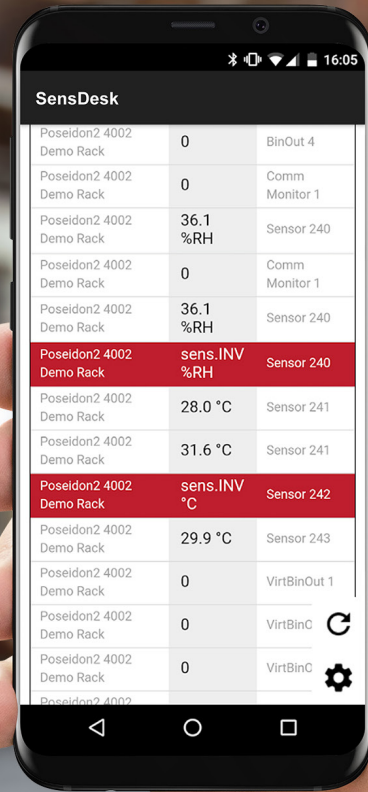 16:05
SensDesk
Poseidon2 4002 0 BinOut 4
Demo Rack
Poseidon2 4002 0 Comm
Demo Rack Monitor 1
Poseidon2 4002 36.1 Sensor 240
Demo Rack %RH
Poseidon2 4002 0 Comm
Demo Rack Monitor 1
Poseidon2 4002 36.1 Sensor 240
Demo Rack %RH
Poseidon2 4002 sens.INV Sensor 240
Demo Rack %RH
Poseidon2 4002 28.0 °C Sensor 241
Demo Rack
Poseidon2 4002 31.6 °C Sensor 241
Demo Rack
Poseidon2 4002 sens.INV Sensor 242
Demo Rack °C
Poseidon2 4002 29.9 °C Sensor 243
Demo Rack
Poseidon2 4002 0 VirtBinOut 1
Demo Rack
Poseidon2 4002 0 VirtBinO
Demo Rack
Poseidon2 4002 0 VirtBinO
Demo Rack
Poseidon2 4002